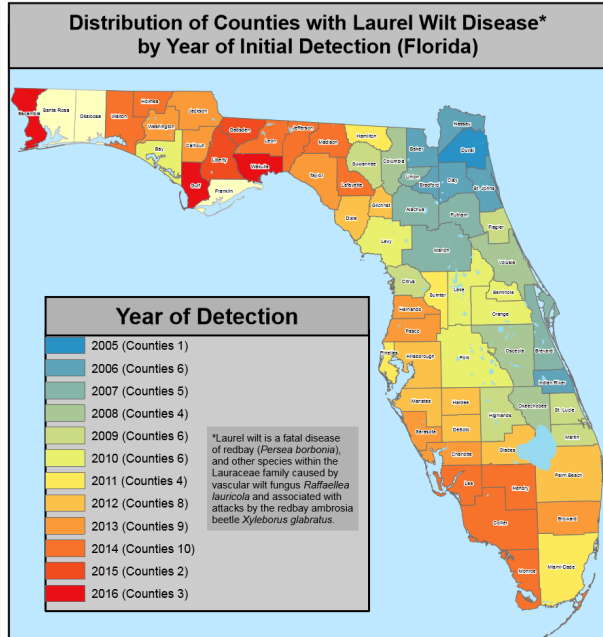 Distribution of Counties with Laurel Wilt Disease*
by Year of Initial Detection (Florida)
Escambia
Santa Rosa
Okaloosa
Walton
Holmes
Washington
Jackson
Bay
Calhoun
Gulf
Gadsden
Liberty
Franklin
Leon
Wakulla
Jefferson
Madison
Taylor
Hamilton
Suwannee
Lafayette
Dixie
Columbia
Gilchrist
Levy
Baker
Nassau
Duval
Union
Bradford
Clay
St. Johns
Alachua
Putnam
Flagler
Marion
Volusia
Citrus
Sumter
Lake
Seminole
Orange
Hernando
Pasco
Pinellas
Hillsborough
Polk
Osceola
Brevard
Indian River
Manatee
Hardee
Highlands
Okeechobee
St. Lucie
Sarasota
DeSoto
Martin
Charlotte
Glades
Palm Beach
Lee
Hendry
Collier
Broward
Monroe
Miami-Dade
Year of Detection
2005 (Counties 1)
2006 (Counties 6)
2007 (Counties 5)
2008 (Counties 4)
2009 (Counties 6)
2010 (Counties 6)
2011 (Counties 4)
2012 (Counties 8)
2013 (Counties 9)
2014 (Counties 10)
2015 (Counties 2)
2016 (Counties 3)
*Laurel wilt is a fatal disease
of redbay (Persea borbonia),
and other species within the
Lauraceae family caused by
vascular wilt fungus Raffaellea
lauricola and associated with
attacks by the redbay ambrosia
beetle Xyleborus glabratus.